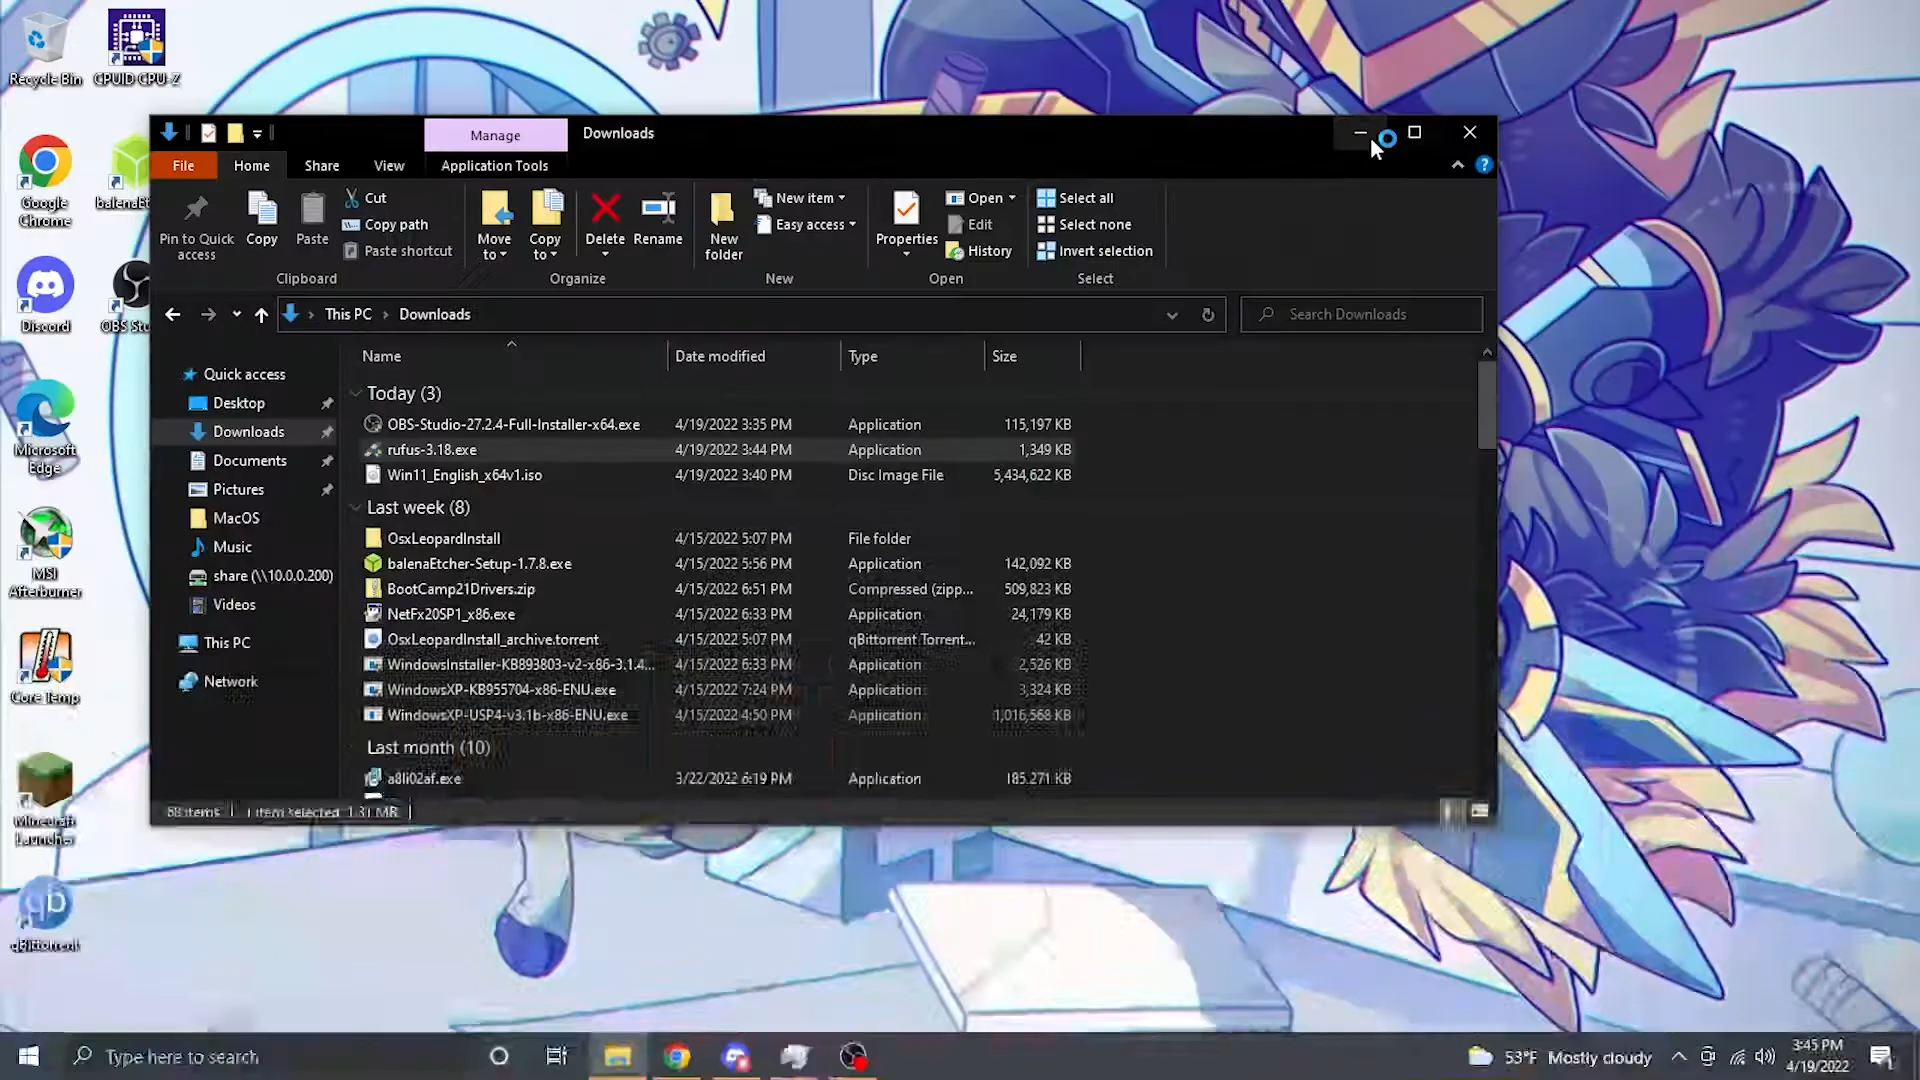 Recycle Bin
CPUID CPU-Z
Google Chrome
balenaEt
Discord
OBS Stu
Microsoft Edge
MSI Afterburner
Core Temp
Minecraft Launcher
qBittorrent
Manage
Downloads
File
Home
Share
View
Application Tools
Pin to Quick access
Copy
Paste
Cut
Copy path
Paste shortcut
Clipboard
Move to
Copy to
Delete
Rename
Organize
New folder
New item
Easy access
New
Properties
Open
Edit
History
Open
Select all
Select none
Invert selection
Select
This PC
Downloads
Search Downloads
Quick access
Desktop
Downloads
Documents
Pictures
MacOS
Music
share (\\10.0.0.200)
Videos
This PC
Network
Name Date modified Type Size
Today (3)
OBS-Studio-27.2.4-Full-Installer-x64.exe 4/19/2022 3:35 PM Application 115,197 KB
rufus-3.18.exe 4/19/2022 3:44 PM Application 1,349 KB
Win11_English_x64v1.iso 4/19/2022 3:40 PM Disc Image File 5,434,622 KB
Last week (8)
OsxLeopardInstall 4/15/2022 5:07 PM File folder
balenaEtcher-Setup-1.7.8.exe 4/15/2022 5:56 PM Application 142,092 KB
BootCamp21Drivers.zip 4/15/2022 6:51 PM Compressed (zipp... 509,823 KB
NetFx20SP1_x86.exe 4/15/2022 6:33 PM Application 24,179 KB
OsxLeopardInstall_archive.torrent 4/15/2022 5:07 PM qBittorrent Torrent... 42 KB
WindowsInstaller-KB893803-v2-x86-3.1.4... 4/15/2022 6:33 PM Application 2,526 KB
WindowsXP-KB955704-x86-ENU.exe 4/15/2022 7:24 PM Application 3,324 KB
WindowsXP-USP4-v3.1b-x86-ENU.exe 4/15/2022 4:50 PM Application 1,016,568 KB
Last month (10)
a8li02af.exe 3/22/2022 6:19 PM Application 185,271 KB
items 1 item selected 1.31 MB
Type here to search
53°F Mostly cloudy
3:45 PM
4/19/2022